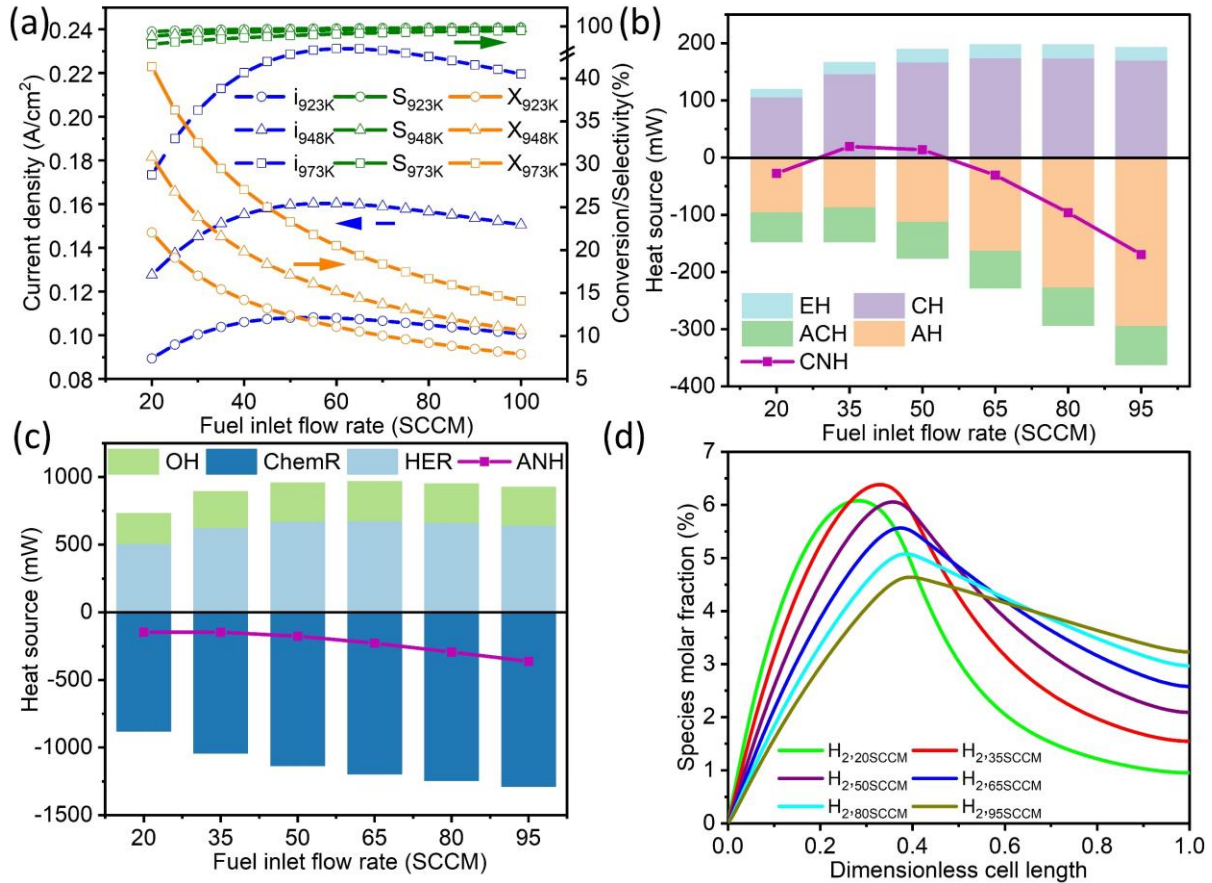 (a)
0.24
0.22
0.20
0.18
0.16
0.14
0.12
0.10
0.08
Current density (A/cm²)
100
40
35
30
25
20
15
10
5
Conversion/Selectivity(%)
i923K S923K X923K
i948K S948K X948K
i973K S973K X973K
20 40 60 80 100
Fuel inlet flow rate (SCCM)
(b)
200
100
0
-100
-200
-300
-400
Heat source (mW)
EH CH
ACH AH
CNH
20 35 50 65 80 95
Fuel inlet flow rate (SCCM)
(c)
OH ChemR HER ANH
1000
500
0
-500
-1000
-1500
Heat source (mW)
20 35 50 65 80 95
Fuel inlet flow rate (SCCM)
(d)
7
6
5
4
3
2
1
0
Species molar fraction (%)
H2,20SCCM H2,35SCCM
H2,50SCCM H2,65SCCM
H2,80SCCM H2,95SCCM
0.0 0.2 0.4 0.6 0.8 1.0
Dimensionless cell length